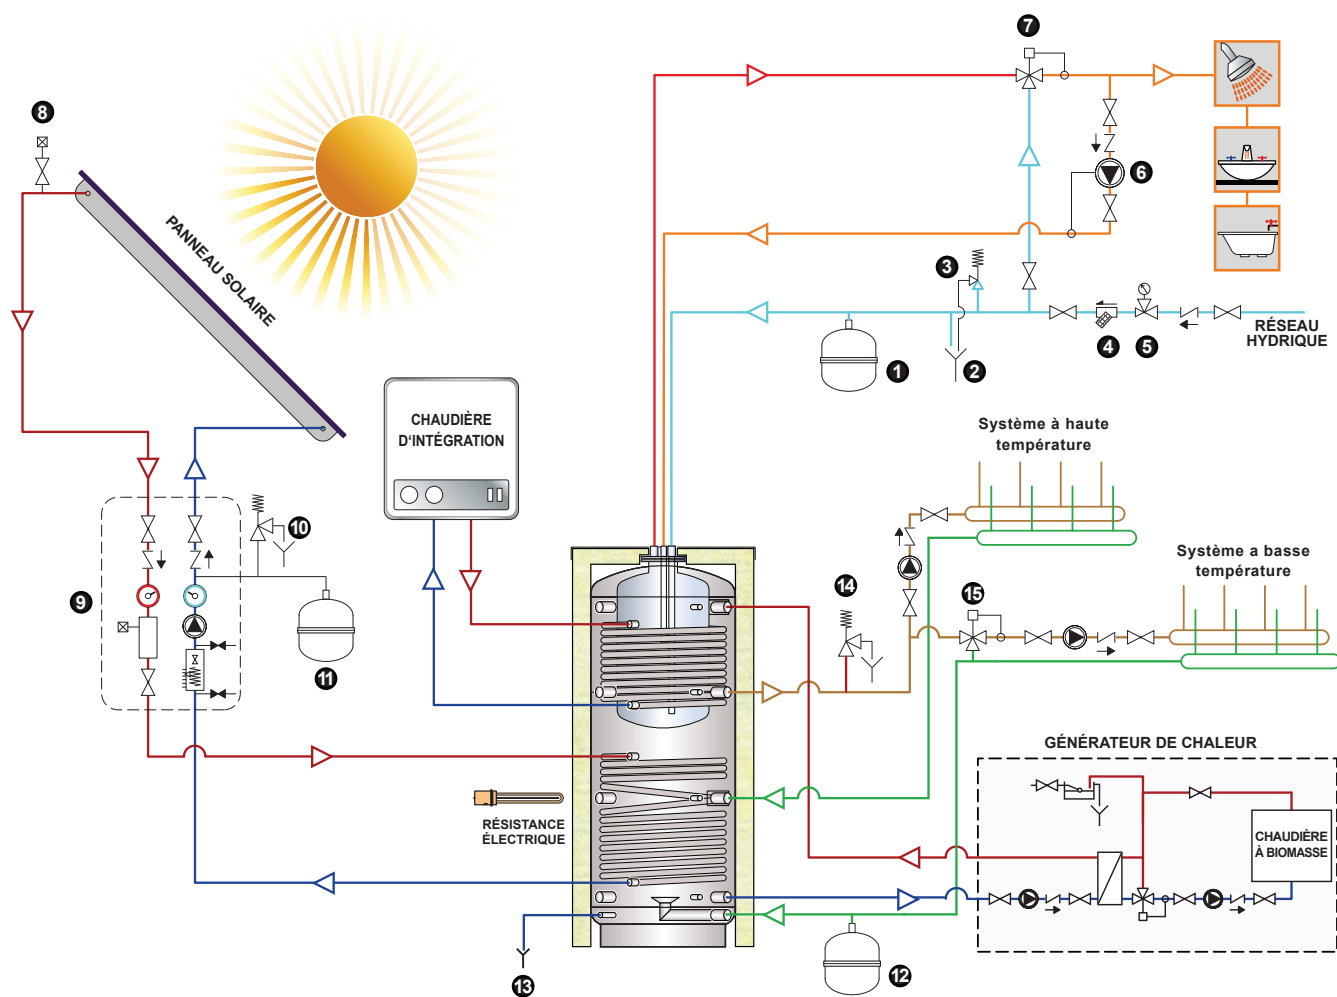 7
8
PANNEAU SOLAIRE
6
3
RÉSEAU
HYDRIQUE
4
5
1
2
CHAUDIÈRE
D'INTÉGRATION
Système à haute
température
10
Système a basse
température
9
14
15
11
GÉNÉRATEUR DE CHALEUR
RÉSISTANCE
ÉLECTRIQUE
CHAUDIÈRE
À BIOMASSE
13
12